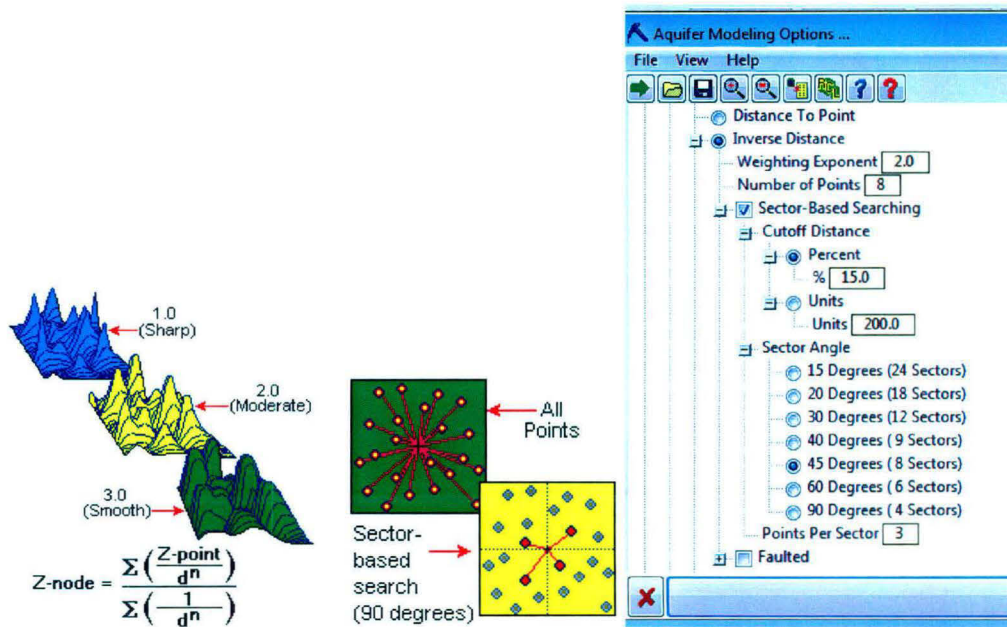 1.0
(Sharp)
2.0
(Moderate)
3.0
(Smooth)
Z-node = Σ ( Z-point / dⁿ ) / Σ ( 1 / dⁿ )
All
Points
Sector-
based
search
(90 degrees)
Aquifer Modeling Options ...
File View Help
Distance To Point
Inverse Distance
Weighting Exponent 2.0
Number of Points 8
Sector-Based Searching
Cutoff Distance
Percent
% 15.0
Units
Units 200.0
Sector Angle
15 Degrees (24 Sectors)
20 Degrees (18 Sectors)
30 Degrees (12 Sectors)
40 Degrees ( 9 Sectors)
45 Degrees ( 8 Sectors)
60 Degrees ( 6 Sectors)
90 Degrees ( 4 Sectors)
Points Per Sector 3
Faulted